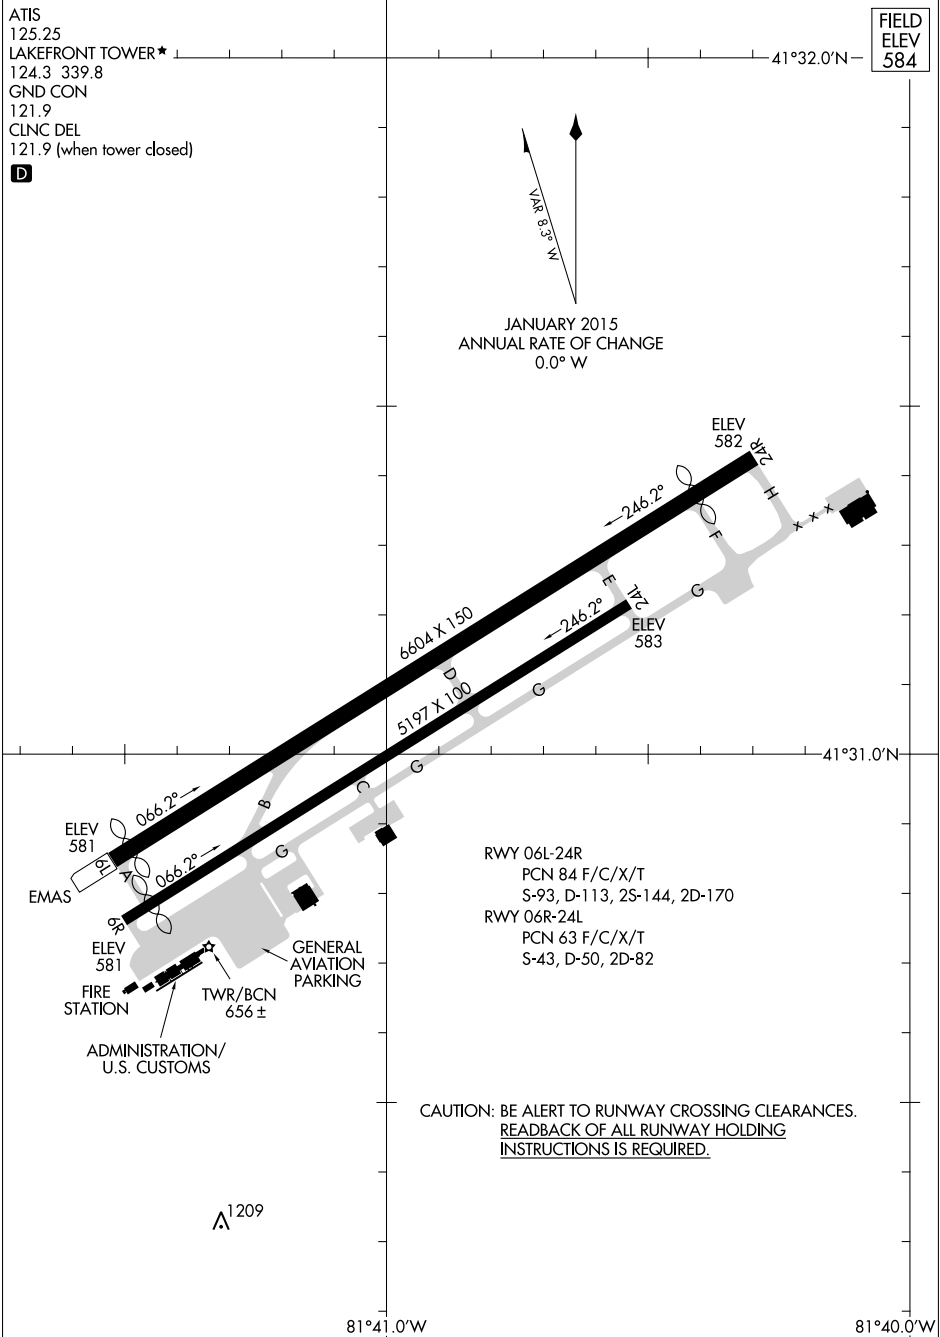 ATIS
125.25
LAKEFRONT TOWER★
124.3 339.8
GND CON
121.9
CLNC DEL
121.9 (when tower closed)
D
FIELD
ELEV
584
41°32.0'N
VAR 8.3° W
JANUARY 2015
ANNUAL RATE OF CHANGE
0.0° W
ELEV
582
24R
246.2°
H
x x x
F
E
24L
G
246.2°
ELEV
583
6604 X 150
D
G
5197 X 100
41°31.0'N
G
C
B
066.2°
ELEV
581
6L
A
066.2°
G
EMAS
6R
ELEV
581
RWY 06L-24R
PCN 84 F/C/X/T
S-93, D-113, 2S-144, 2D-170
RWY 06R-24L
PCN 63 F/C/X/T
S-43, D-50, 2D-82
GENERAL
AVIATION
PARKING
FIRE
STATION
TWR/BCN
656 ±
ADMINISTRATION/
U.S. CUSTOMS
CAUTION: BE ALERT TO RUNWAY CROSSING CLEARANCES.
READBACK OF ALL RUNWAY HOLDING
INSTRUCTIONS IS REQUIRED.
1209
81°41.0'W
81°40.0'W